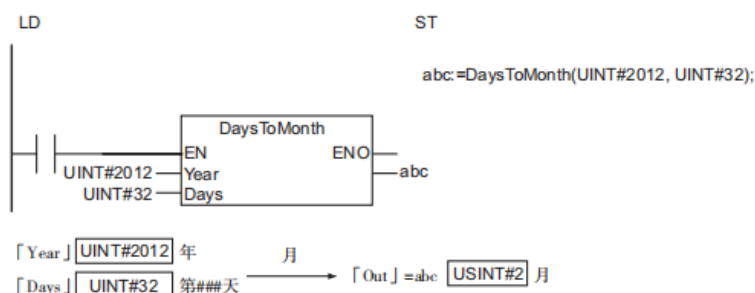 LD
ST
abc:=DaysToMonth(UINT#2012, UINT#32);
DaysToMonth
EN ENO
UINT#2012 Year abc
UINT#32 Days
「Year」 UINT#2012 年 月
「Out」=abc USINT#2 月
「Days」 UINT#32 第###天